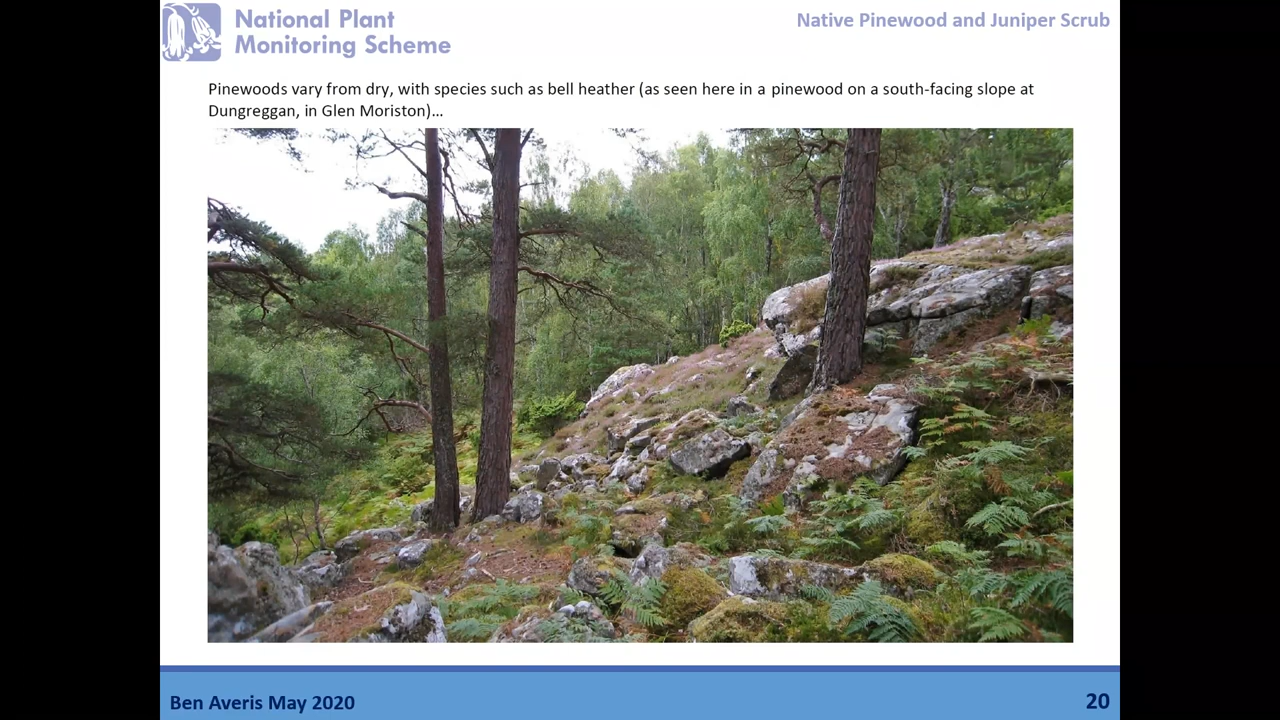 National Plant
Monitoring Scheme
Native Pinewood and Juniper Scrub
Pinewoods vary from dry, with species such as bell heather (as seen here in a pinewood on a south-facing slope at
Dungreggan, in Glen Moriston)…
Ben Averis May 2020
20